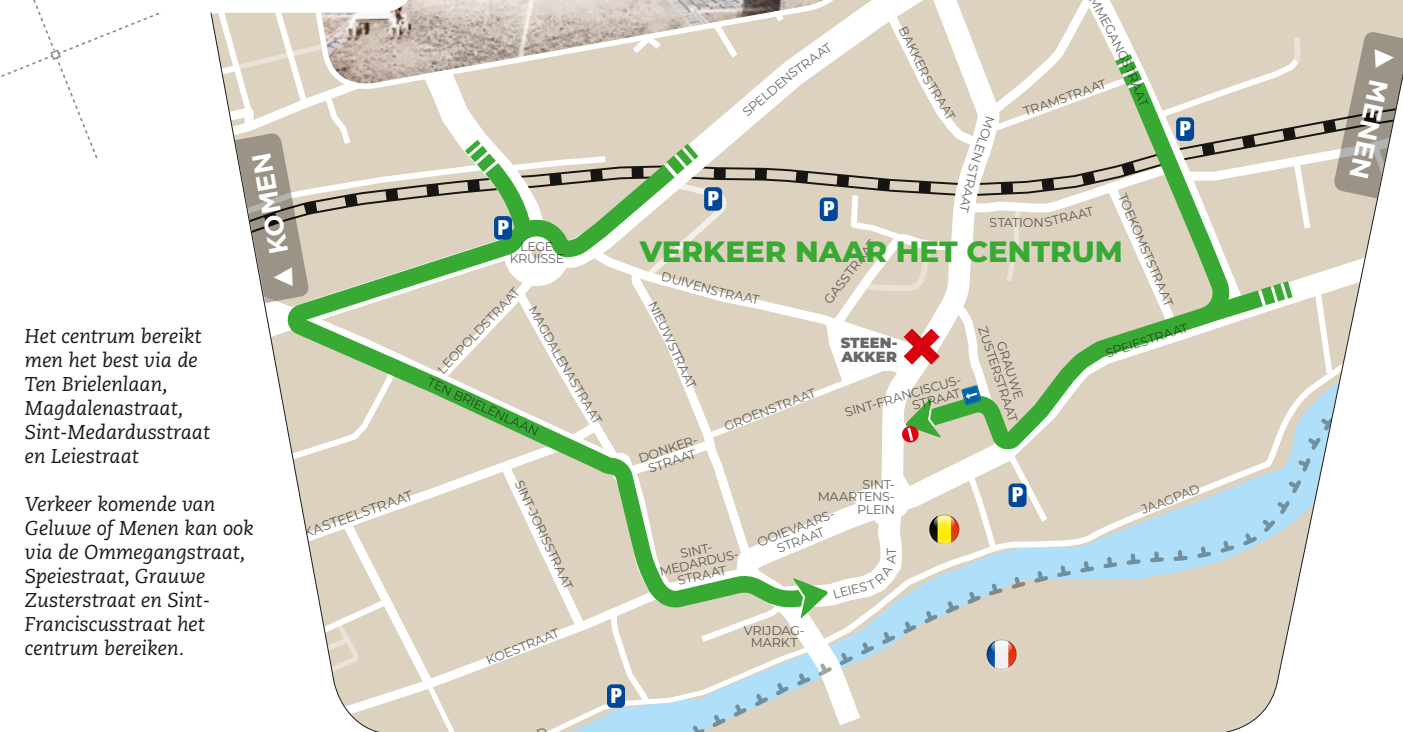 Het centrum bereikt
men het best via de
Ten Brielenlaan,
Magdalenastraat,
Sint-Medardusstraat
en Leiestraat
Verkeer komende van
Geluwe of Menen kan ook
via de Ommegangstraat,
Speiestraat, Grauwe
Zusterstraat en Sint-
Franciscusstraat het
centrum bereiken.
KOMEN
MENEN
VERKEER NAAR HET CENTRUM
SPELDENSTRAAT
BAKKERSTRAAT
MMEGANGSTRAAT
TRAMSTRAAT
MOLENSTRAAT
P
P
P
P
LEGE
KRUISSE
STATIONSTRAAT
TOEKOMSTSTRAAT
GASSTRAAT
DUIVENSTRAAT
LEOPOLDSTRAAT
MAGDALENASTRAAT
NIEUWSTRAAT
STEEN-
AKKER
GRAUWE
ZUSTERSTRAAT
SPEIESTRAAT
TEN BRIELENLAAN
GROENSTRAAT
SINT-FRANCISCUS-
STRAAT
DONKER-
STRAAT
KASTEELSTRAAT
SINT-JORISSTRAAT
SINT-
MAARTENS-
PLEIN
P
JAAGPAD
OOIEVAARS-
STRAAT
SINT-
MEDARDUS-
STRAAT
LEIESTRAAT
VRIJDAG-
MARKT
KOESTRAAT
P
D